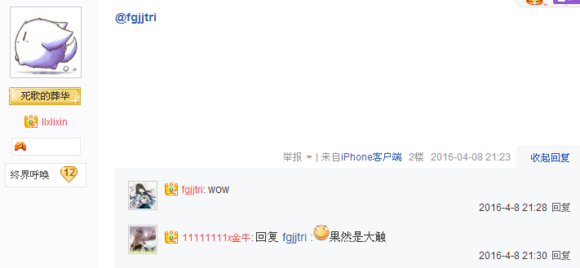 @fgjjtri
死歌的葬华
llxlixin
终界呼唤 12
举报 | 来自iPhone客户端 2楼 2016-04-08 21:23 收起回复
fgjjtri: wow
2016-4-8 21:28 回复
11111111x金牛: 回复 fgjjtri :果然是大触
2016-4-8 21:30 回复